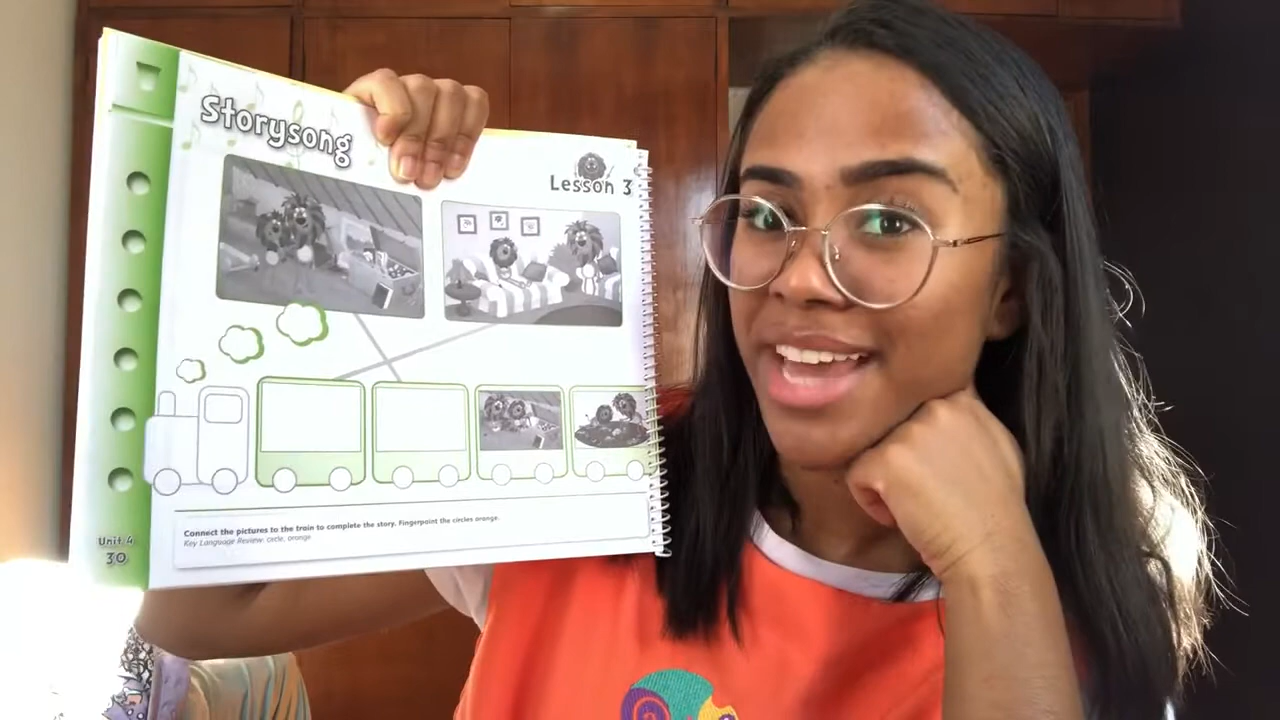 Storysong
Lesson 3
Connect the pictures to the train to complete the story. Fingerpaint the circles orange.
Key Language Review: circle, orange
Unit 4
30